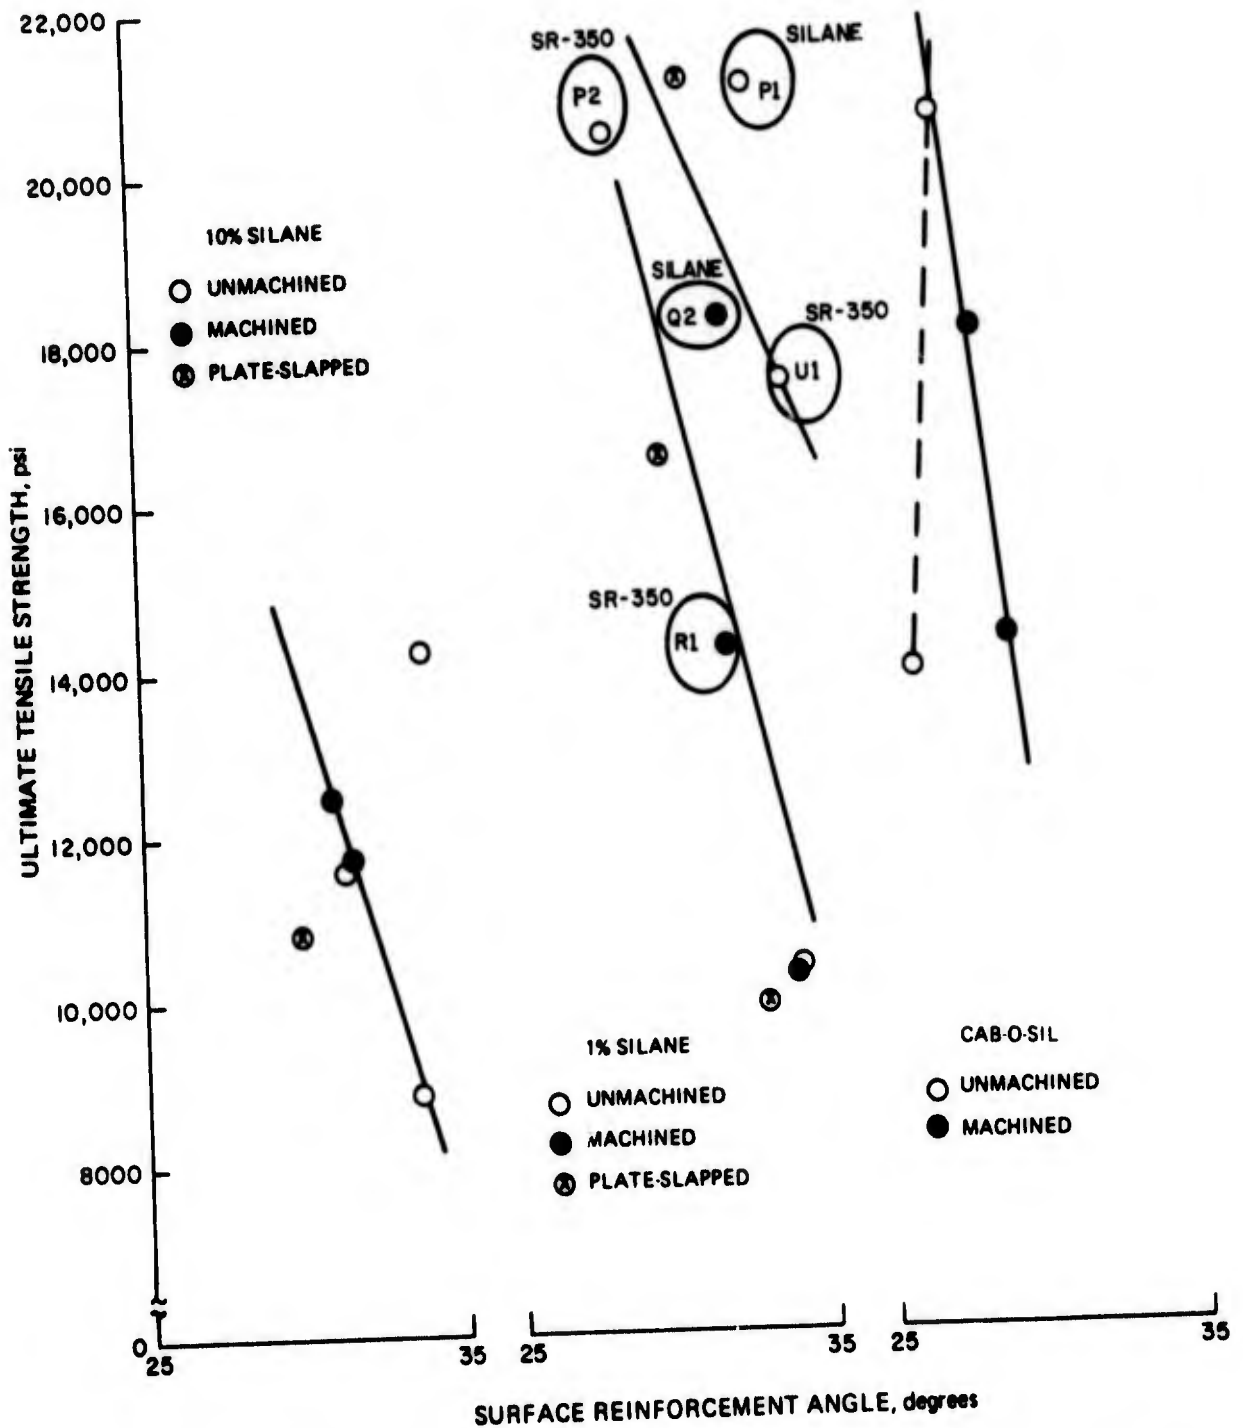 22,000
20,000
18,000
16,000
14,000
12,000
10,000
8000
0
ULTIMATE TENSILE STRENGTH, psi
10% SILANE
UNMACHINED
MACHINED
PLATE-SLAPPED
SR-350
P2
SILANE
P1
SILANE
Q2
SR-350
U1
SR-350
R1
1% SILANE
UNMACHINED
MACHINED
PLATE-SLAPPED
CAB-O-SIL
UNMACHINED
MACHINED
25
35
25
35
25
35
SURFACE REINFORCEMENT ANGLE, degrees